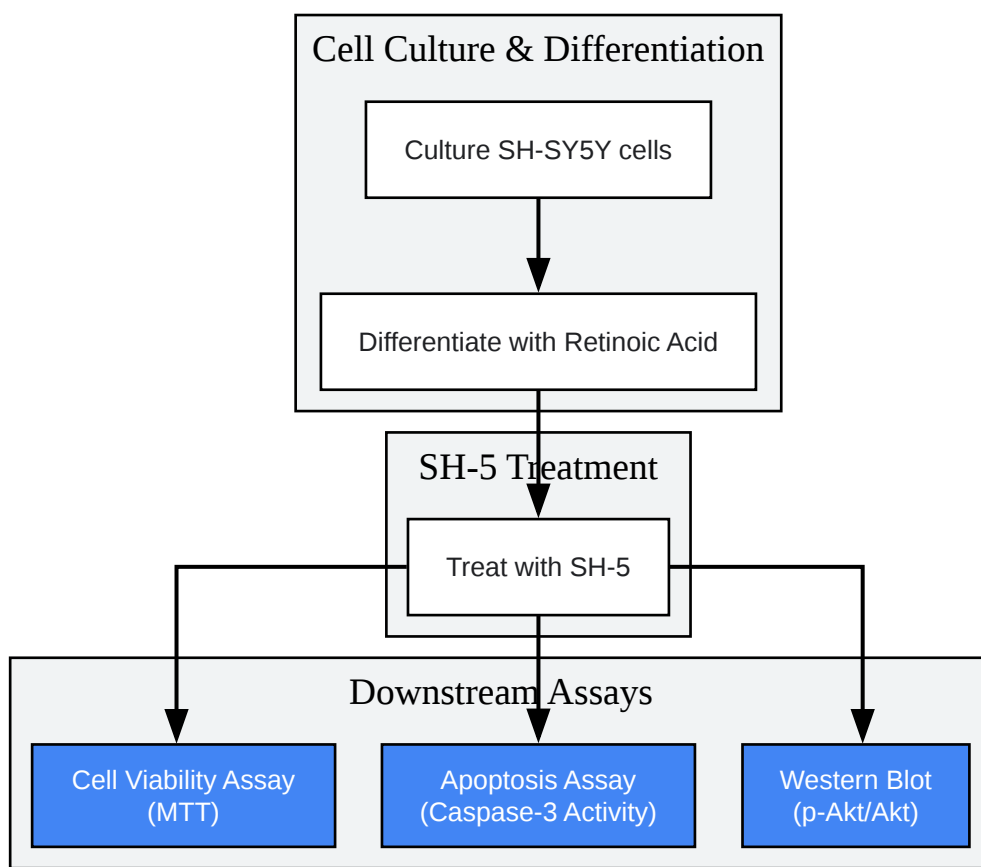 Cell Culture & Differentiation
Culture SH-SY5Y cells
Differentiate with Retinoic Acid
SH-5 Treatment
Treat with SH-5
Downstream Assays
Cell Viability Assay
(MTT)
Apoptosis Assay
(Caspase-3 Activity)
Western Blot
(p-Akt/Akt)